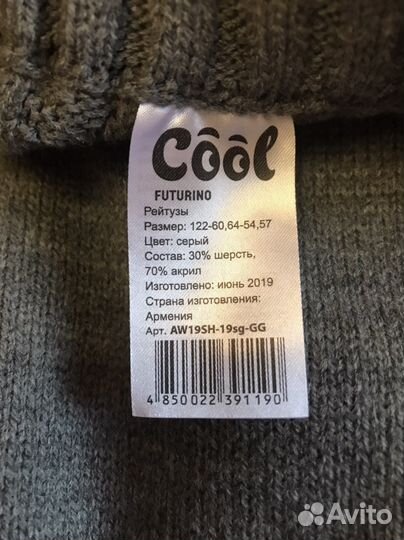 Cool
FUTURINO
Рейтузы
Размер: 122-60,64-54,57
Цвет: серый
Состав: 30% шерсть,
70% акрил
Изготовлено: июнь 2019
Страна изготовления:
Армения
Арт. AW19SH-19sg-GG
4 850022 391190
Avito